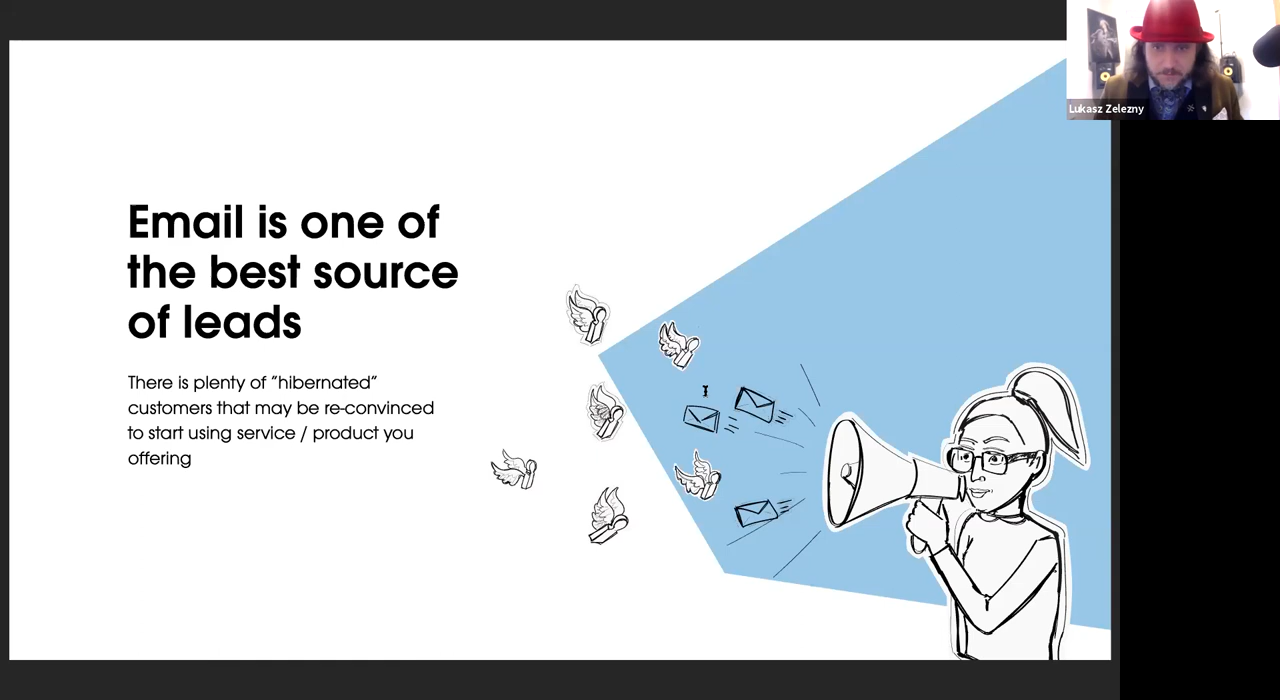 Email is one of
the best source
of leads
There is plenty of “hibernated”
customers that may be re-convinced
to start using service / product you
offering
Lukasz Zelezny